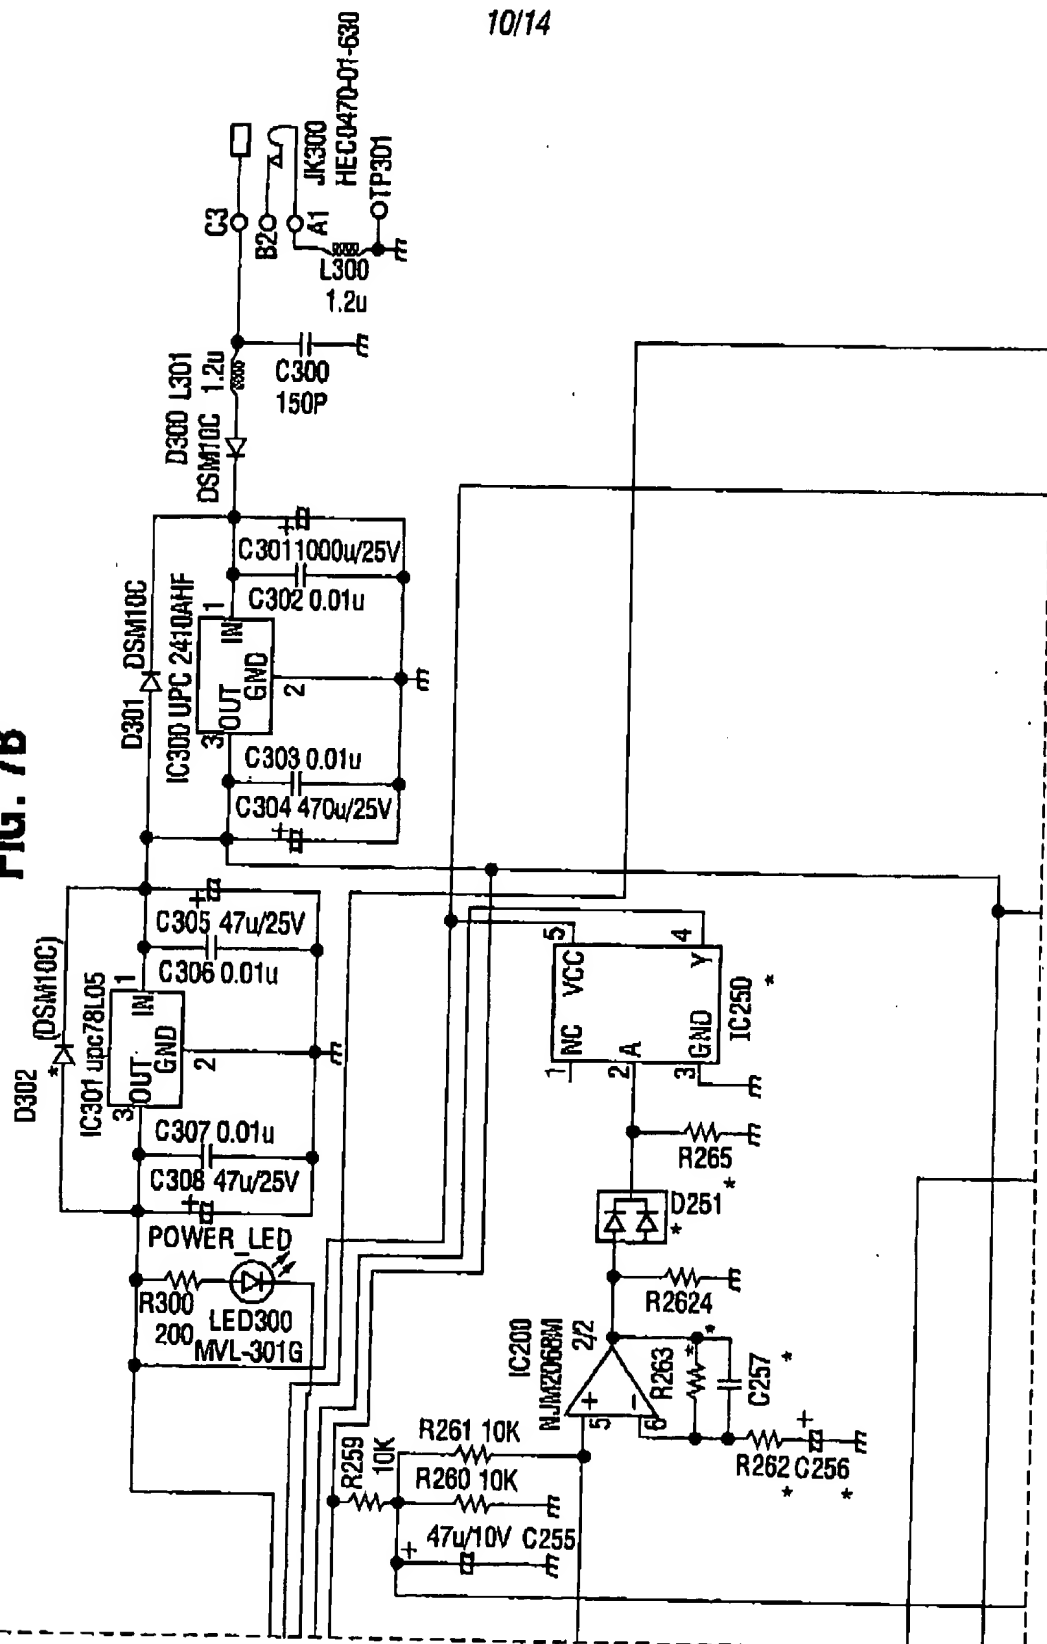 10/14
FIG. 7B
C3
B2
A1
JK300
HEC0470-01-630
TP301
L300
1.2u
D300
DSM10C
L301
1.2u
C300
150P
D301
DSM10C
IC300 UPC 2410AHF
1
IN
OUT
GND
2
3
C301 1000u/25V
C302 0.01u
C303 0.01u
C304 470u/25V
+
+
D302
*
(DSM10C)
IC301 upc78L05
1
IN
OUT
GND
2
3
+
C305 47u/25V
C306 0.01u
C307 0.01u
C308 47u/25V
+
POWER_LED
R300
200
LED300
MVL-301G
5
4
VCC
Y
NC
A
GND
1
2
3
IC250
*
R265
*
D251
*
R2624
IC200
NJM2068M
2/2
+
-
5
6
R263
*
*
C257
*
R262
*
+
C256
*
R259
10K
R261 10K
R260 10K
+
47u/10V C255